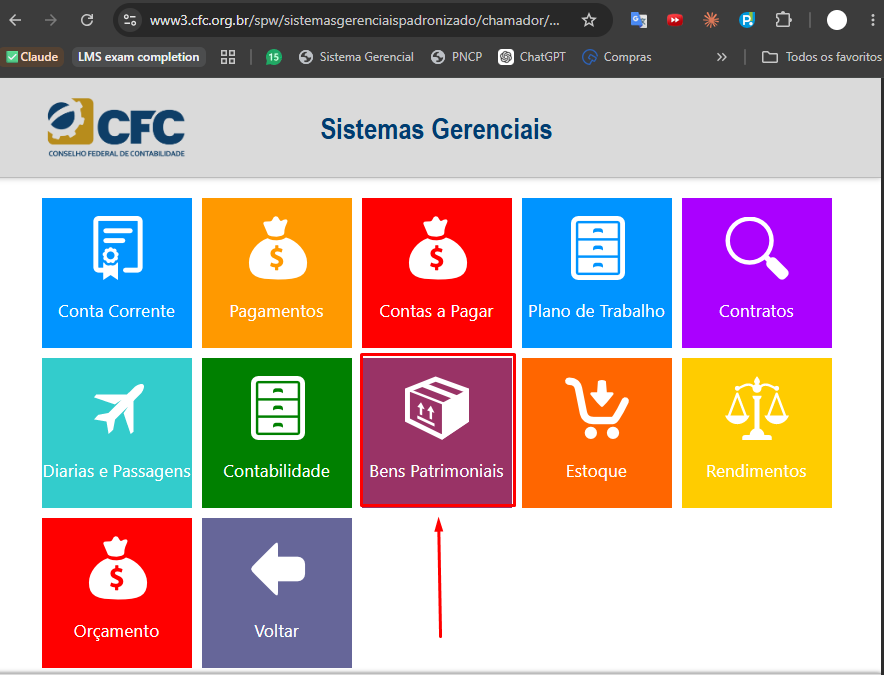 www3.cfc.org.br/spw/sistemasgerenciaispadronizado/chamador/...
Claude
LMS exam completion
15
Sistema Gerencial
PNCP
ChatGPT
Compras
»
Todos os favoritos
CFC
CONSELHO FEDERAL DE CONTABILIDADE
Sistemas Gerenciais
Conta Corrente
$
Pagamentos
$
Contas a Pagar
Plano de Trabalho
Contratos
Diarias e Passagens
Contabilidade
Bens Patrimoniais
Estoque
Rendimentos
$
Orçamento
Voltar